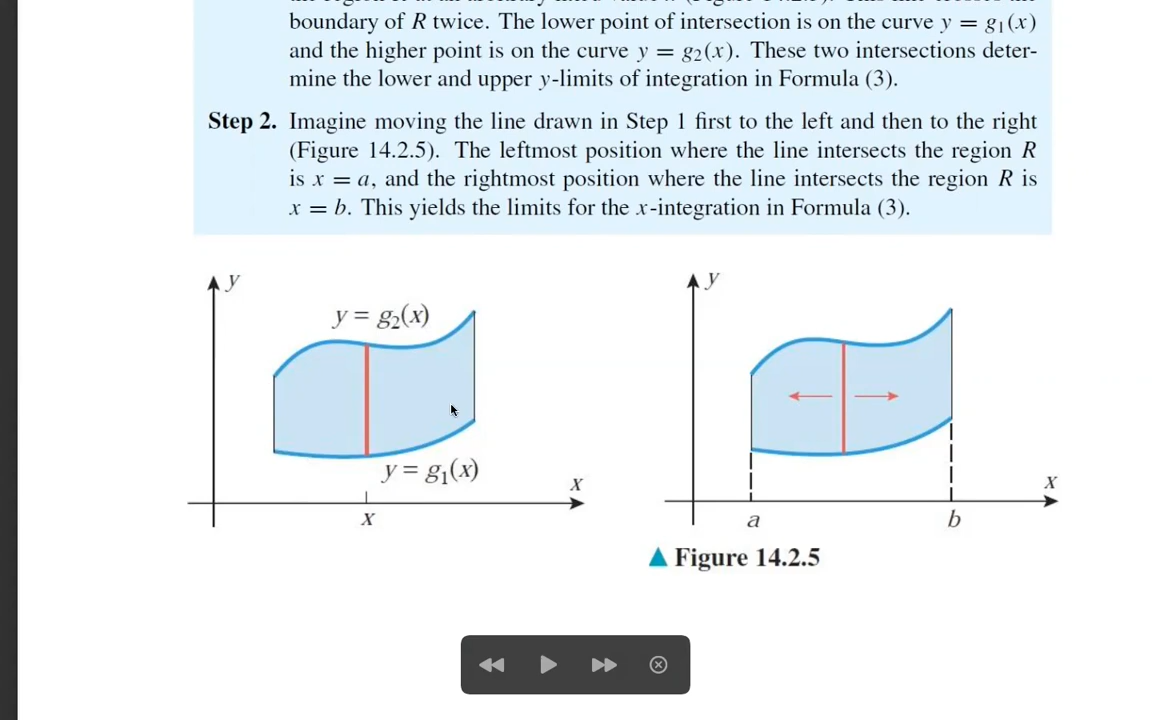 boundary of R twice. The lower point of intersection is on the curve y = g₁(x)
and the higher point is on the curve y = g₂(x). These two intersections deter-
mine the lower and upper y-limits of integration in Formula (3).
Step 2. Imagine moving the line drawn in Step 1 first to the left and then to the right
(Figure 14.2.5). The leftmost position where the line intersects the region R
is x = a, and the rightmost position where the line intersects the region R is
x = b. This yields the limits for the x-integration in Formula (3).
y
y = g₂(x)
y = g₁(x)
x
x
y
x
a
b
▲ Figure 14.2.5